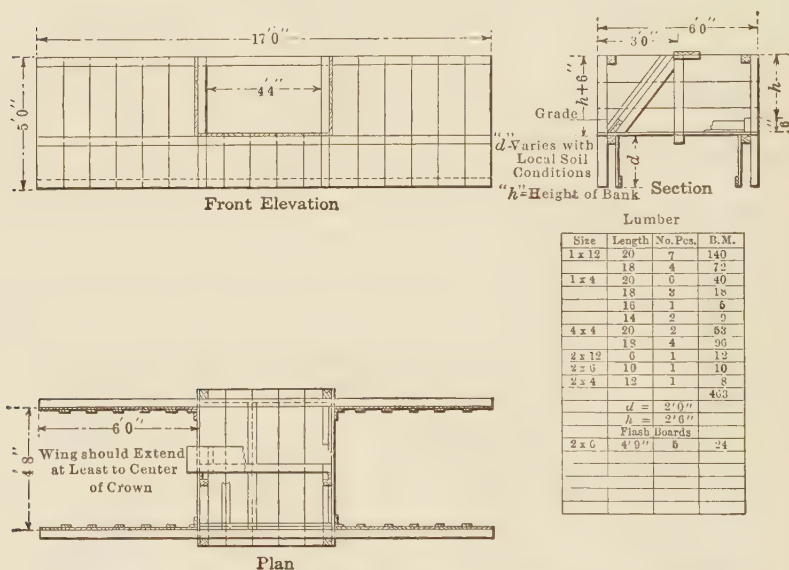 17'0"
5'0"
4'4"
Front Elevation
6'0"
3'0"
h+6"
h
6"
Grade
d
"d"-Varies with
Local Soil
Conditions
"h"=Height of Bank
Section
Lumber
Size Length No. Pcs. B.M.
1 x 12 20 7 140
18 4 72
1 x 4 20 6 40
18 3 18
16 1 5
14 2 9
4 x 4 20 2 53
18 4 96
2 x 12 6 1 12
2 x 6 10 1 10
2 x 4 12 1 8
463
d = 2'0"
h = 2'6"
Flash Boards
2 x 6 4'9" 5 24
6'0"
4'8"
Wing should Extend
at Least to Center
of Crown
Plan